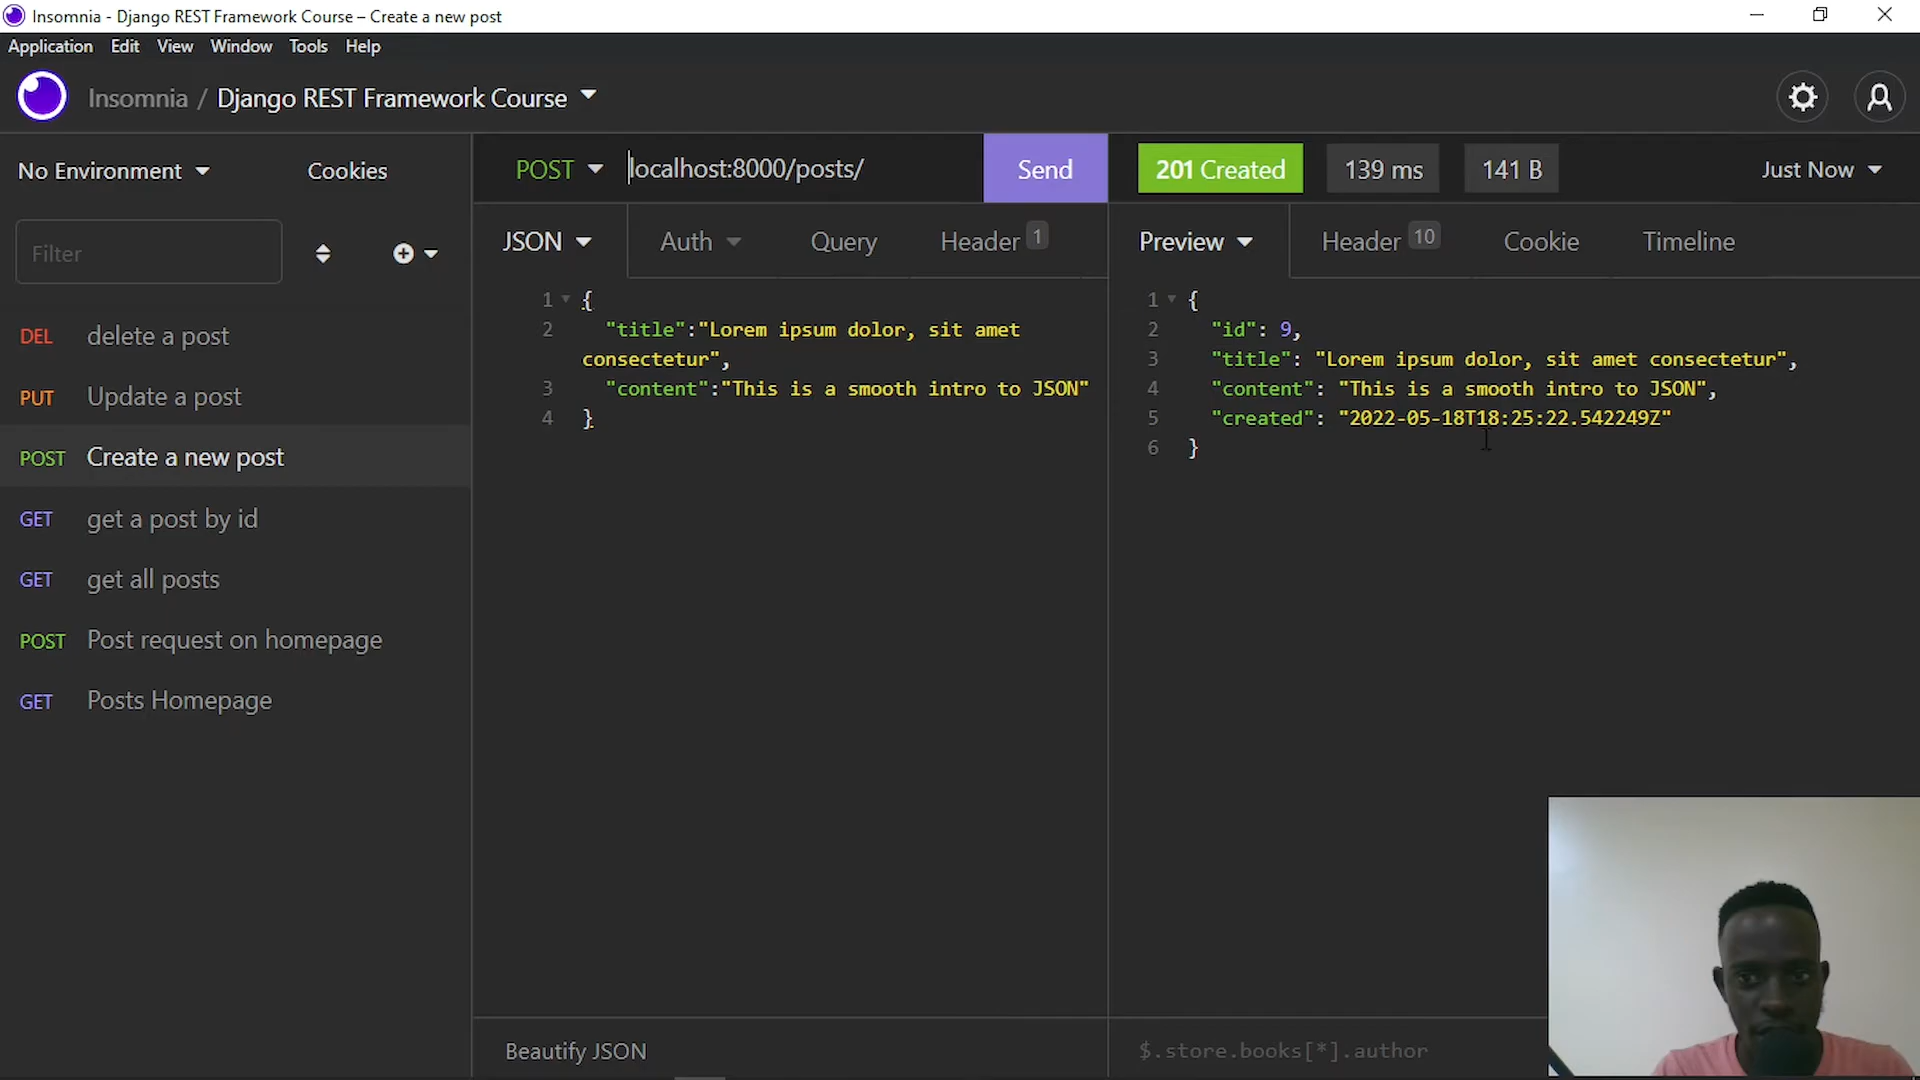 Insomnia - Django REST Framework Course – Create a new post
Application Edit View Window Tools Help
Insomnia / Django REST Framework Course
No Environment Cookies
Filter
DEL delete a post
PUT Update a post
POST Create a new post
GET get a post by id
GET get all posts
POST Post request on homepage
GET Posts Homepage
POST localhost:8000/posts/ Send
JSON Auth Query Header 1
1 {
2 "title":"Lorem ipsum dolor, sit amet
consectetur",
3 "content":"This is a smooth intro to JSON"
4 }
Beautify JSON
201 Created 139 ms 141 B Just Now
Preview Header 10 Cookie Timeline
1 {
2 "id": 9,
3 "title": "Lorem ipsum dolor, sit amet consectetur",
4 "content": "This is a smooth intro to JSON",
5 "created": "2022-05-18T18:25:22.542249Z"
6 }
$.store.books[*].author